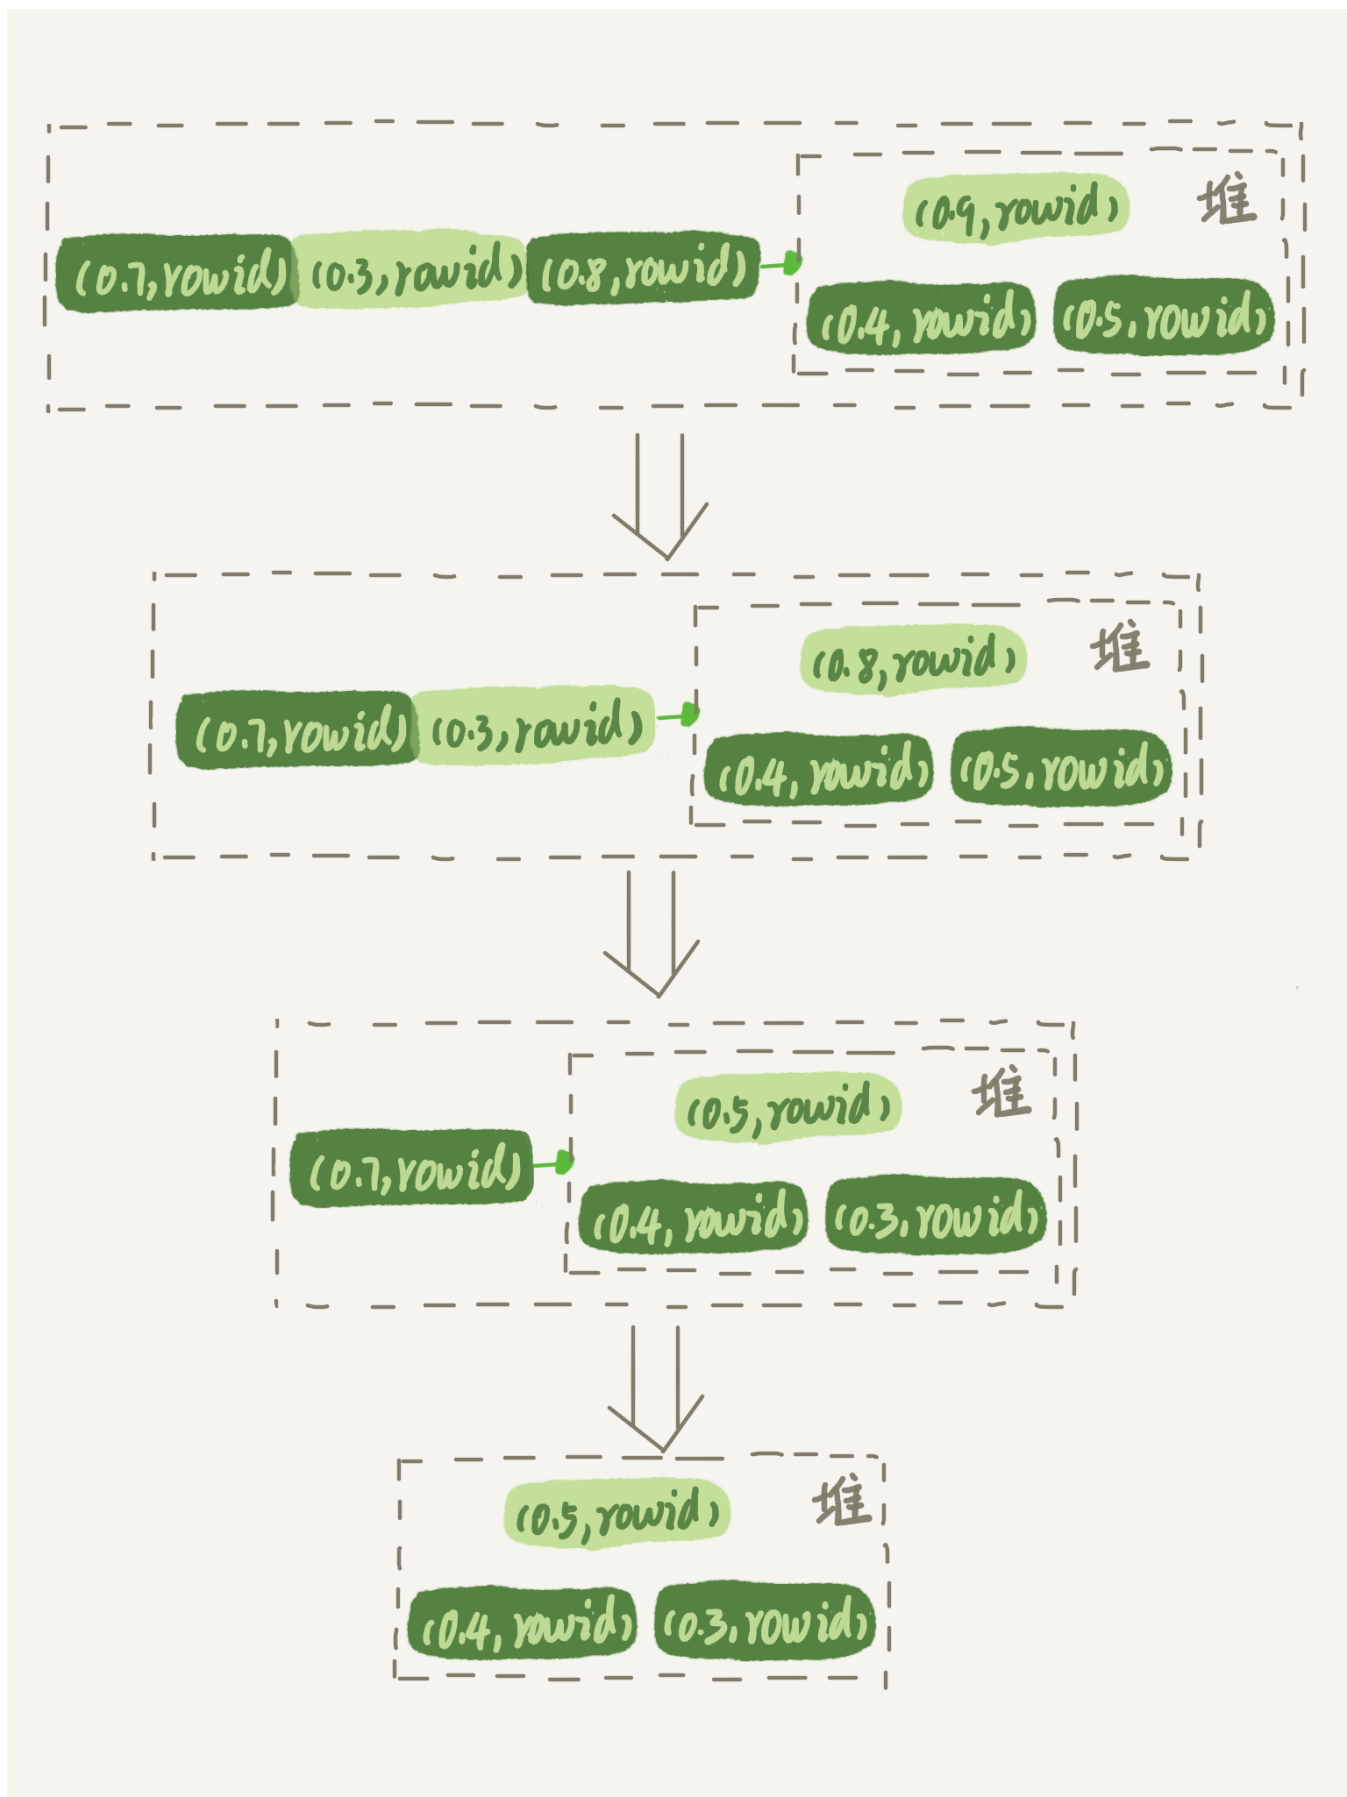 (0.9,rowid) 堆
(0.7,rowid) (0.3,rowid) (0.8,rowid)
(0.4, rowid) (0.5,rowid)
(0.8,rowid) 堆
(0.7,rowid) (0.3,rowid)
(0.4, rowid) (0.5,rowid)
(0.5,rowid) 堆
(0.7,rowid)
(0.4, rowid) (0.3,rowid)
(0.5,rowid) 堆
(0.4, rowid) (0.3,rowid)